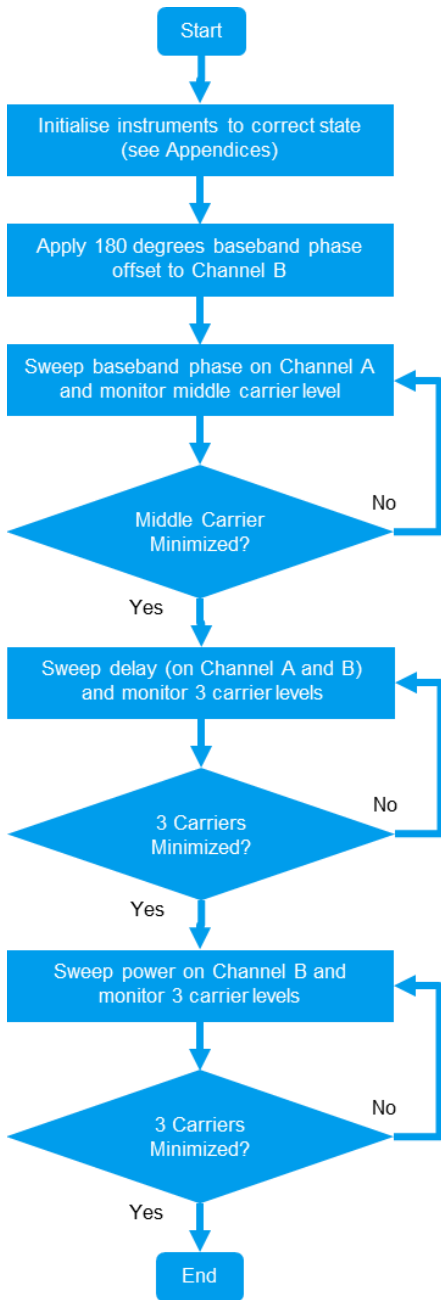 Start
Initialise instruments to correct state
(see Appendices)
Apply 180 degrees baseband phase
offset to Channel B
Sweep baseband phase on Channel A
and monitor middle carrier level
Middle Carrier
Minimized?
No
Yes
Sweep delay (on Channel A and B)
and monitor 3 carrier levels
3 Carriers
Minimized?
No
Yes
Sweep power on Channel B and
monitor 3 carrier levels
3 Carriers
Minimized?
No
Yes
End